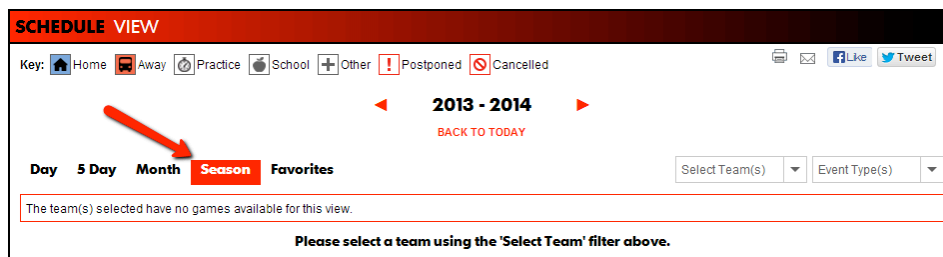 SCHEDULE VIEW
Key: Home Away Practice School Other Postponed Cancelled
Like Tweet
2013 - 2014
BACK TO TODAY
Day 5 Day Month Season Favorites Select Team(s) Event Type(s)
The team(s) selected have no games available for this view.
Please select a team using the 'Select Team' filter above.